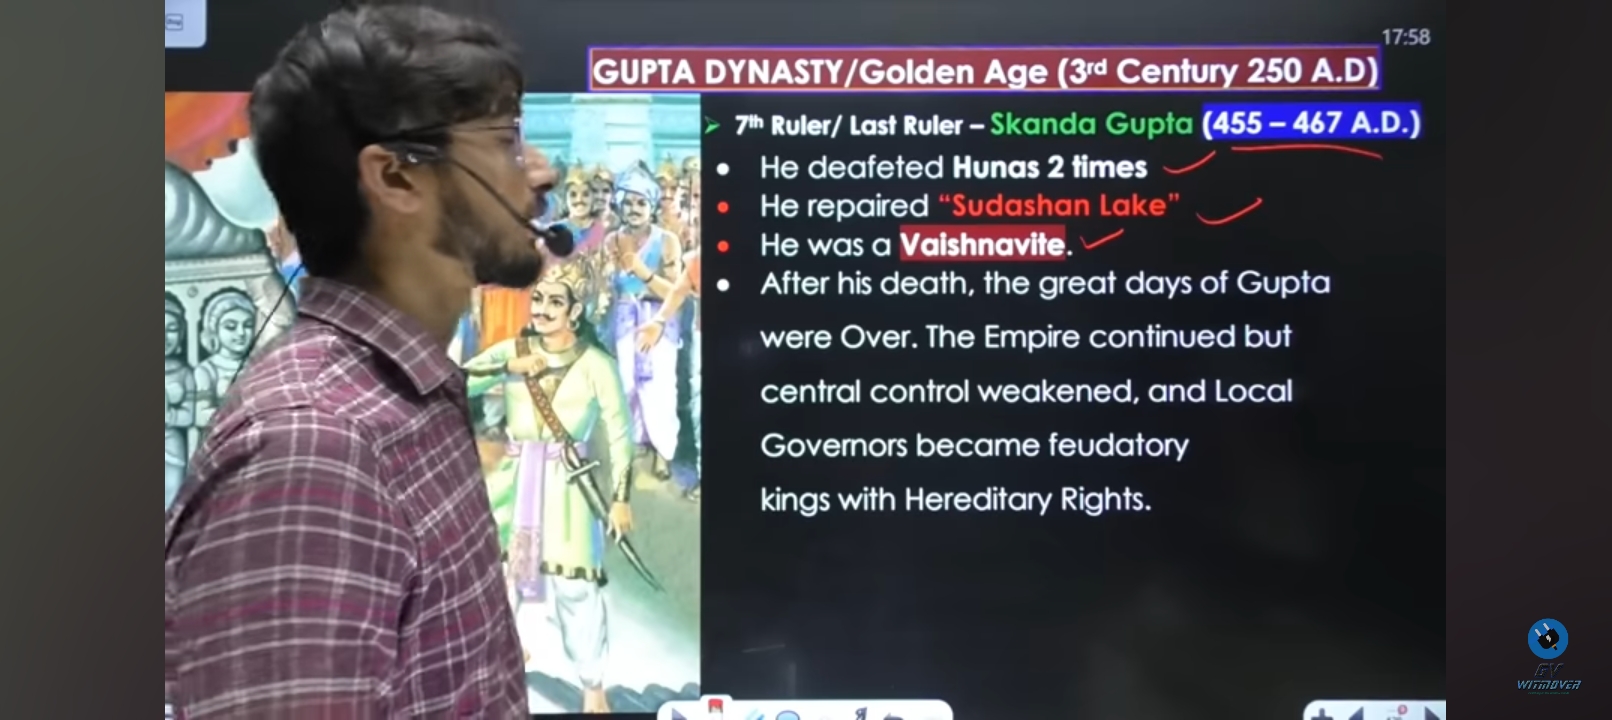 17:58
GUPTA DYNASTY/Golden Age (3rd Century 250 A.D)
➢ 7th Ruler/ Last Ruler – Skanda Gupta (455 – 467 A.D.)
• He deafeted Hunas 2 times
• He repaired “Sudashan Lake”
• He was a Vaishnavite.
• After his death, the great days of Gupta
were Over. The Empire continued but
central control weakened, and Local
Governors became feudatory
kings with Hereditary Rights.
WITMOVER